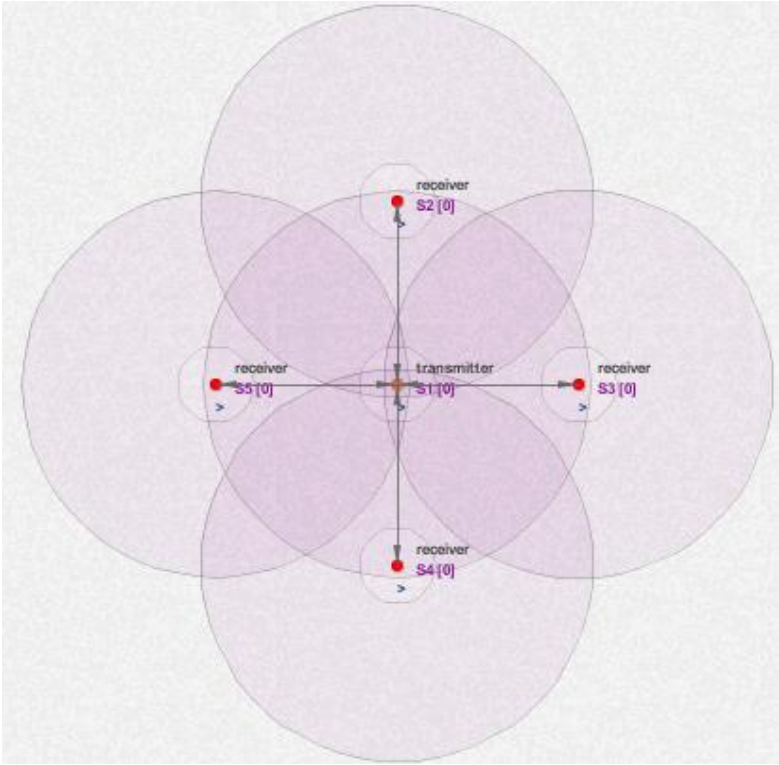 receiver
S2 [0]
>
receiver
S5 [0]
>
transmitter
S1 [0]
>
receiver
S3 [0]
>
receiver
S4 [0]
>